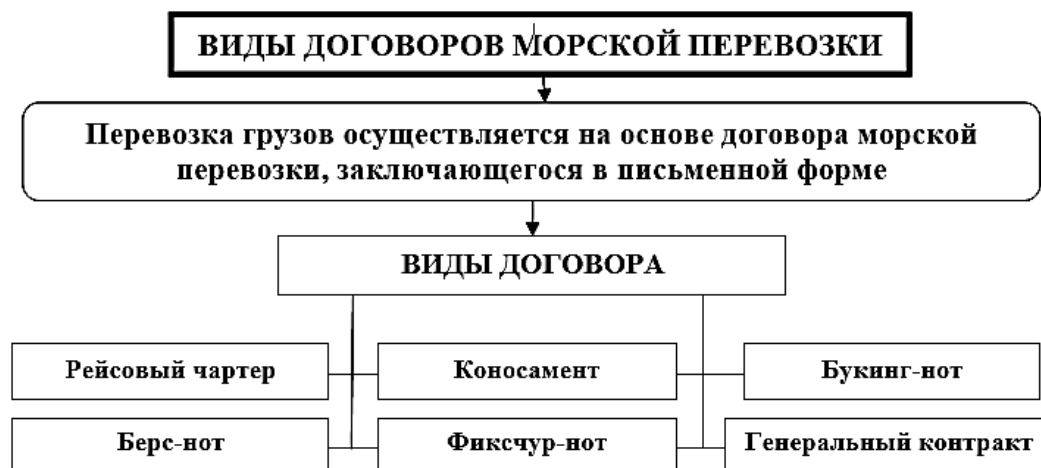 ВИДЫ ДОГОВОРОВ МОРСКОЙ ПЕРЕВОЗКИ
Перевозка грузов осуществляется на основе договора морской
перевозки, заключающегося в письменной форме
ВИДЫ ДОГОВОРА
Рейсовый чартер
Коносамент
Букинг-нот
Берс-нот
Фиксчур-нот
Генеральный контракт